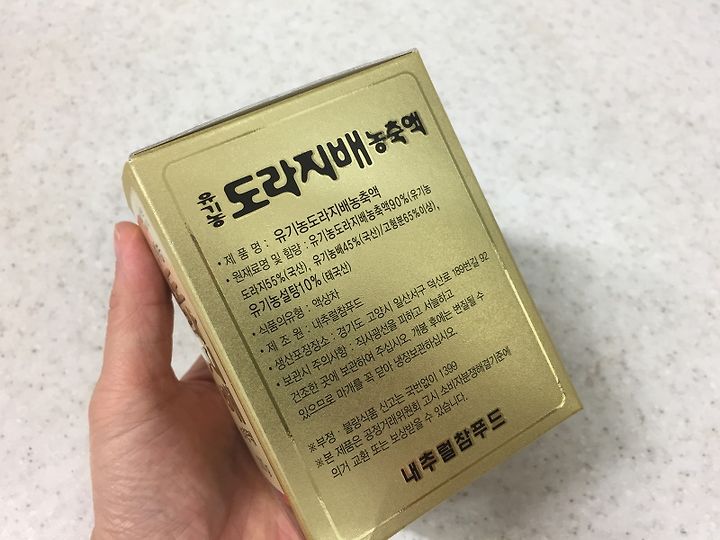 유기농 도라지배농축액
• 제 품 명 : 유기농도라지배농축액
• 원재료명 및 함량 : 유기농도라지배농축액90%(유기농
도라지55%(국산), 유기농배45%(국산)/고형분65%이상),
유기농설탕10%(태국산)
• 식품의유형 : 액상차
• 제 조 원 : 내추럴참푸드
• 생산포장장소 : 경기도 고양시 일산서구 덕산로 189번길 92
• 보관시 주의사항 : 직사광선을 피하고 서늘하고
건조한 곳에 보관하여 주십시오. 개봉 후에는 변질될 수
있으므로 마개를 꼭 닫아 냉장보관하십시오.
※부정 · 불량식품 신고는 국번없이 1399
※본 제품은 공정거래위원회 고시 소비자분쟁해결기준에
의거 교환 또는 보상받을 수 있습니다.
내추럴참푸드